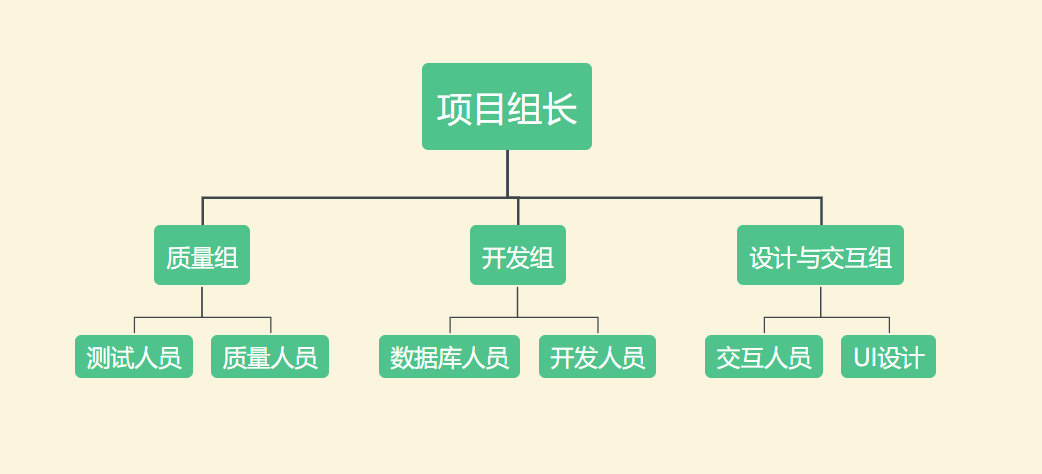 项目组长
质量组
开发组
设计与交互组
测试人员
质量人员
数据库人员
开发人员
交互人员
UI设计